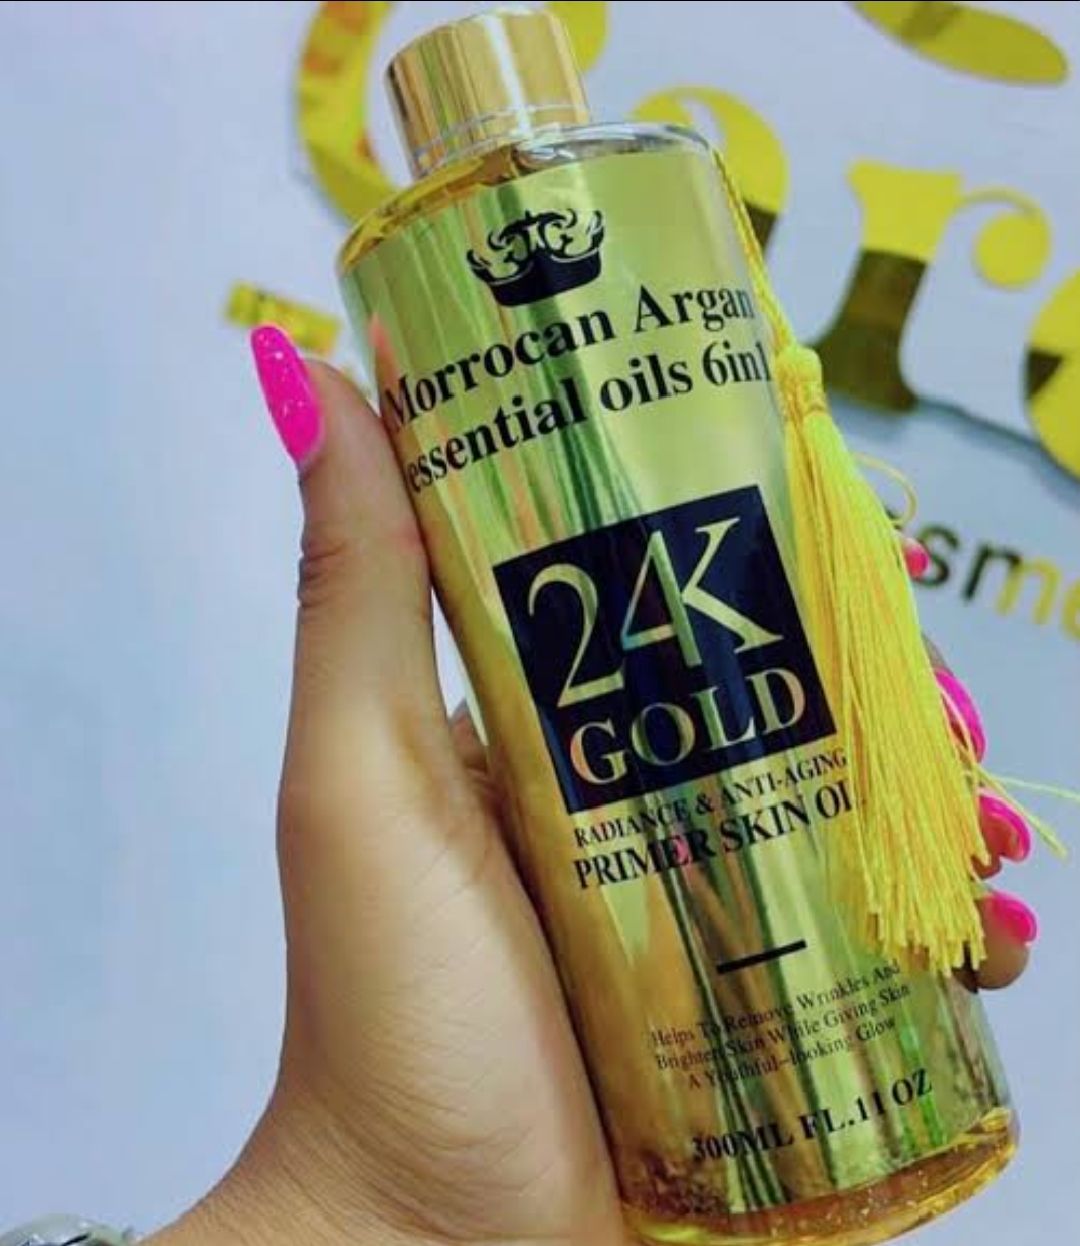 Morrocan Argan
essential oils 6in1
24K
GOLD
RADIANCE & ANTI-AGING
PRIMER SKIN OIL
Helps To Remove Wrinkles And
Brighten Skin While Giving Skin
A Youthful-looking Glow
300ML FL.11 OZ